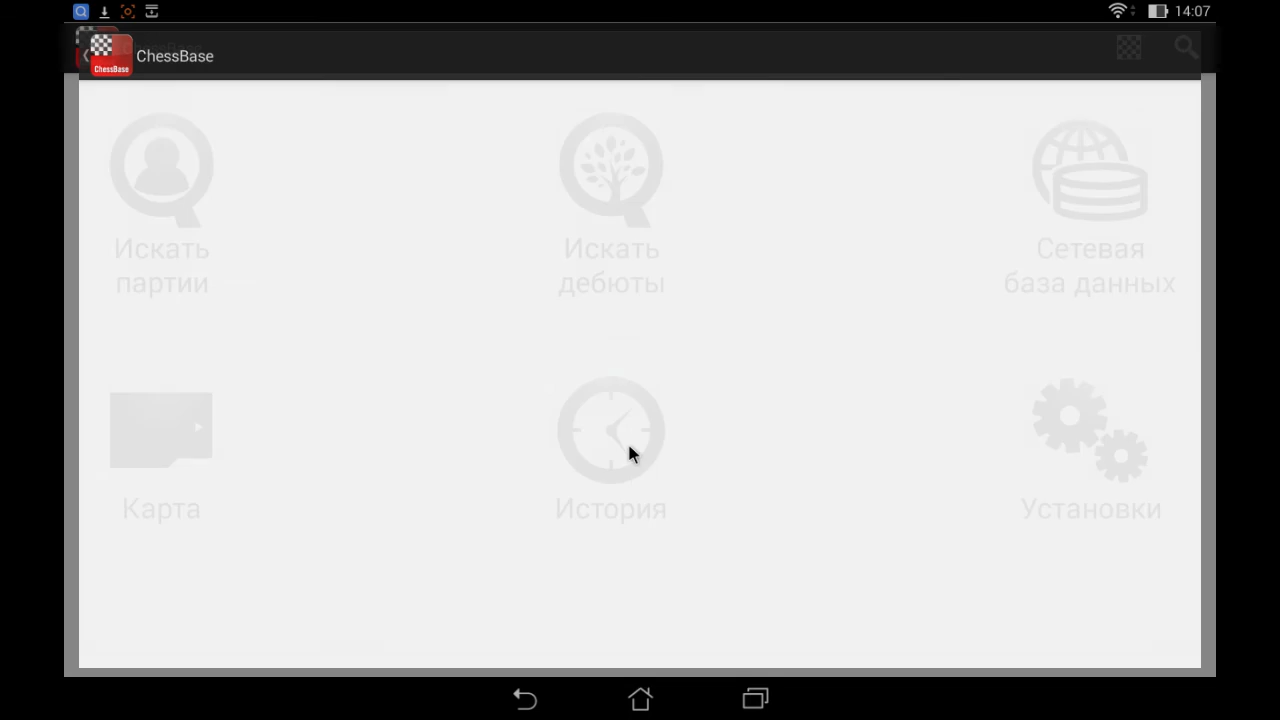 14:07
ChessBase
ChessBase
Искать
партии
Искать
дебюты
Сетевая
база данных
Карта
История
Установки